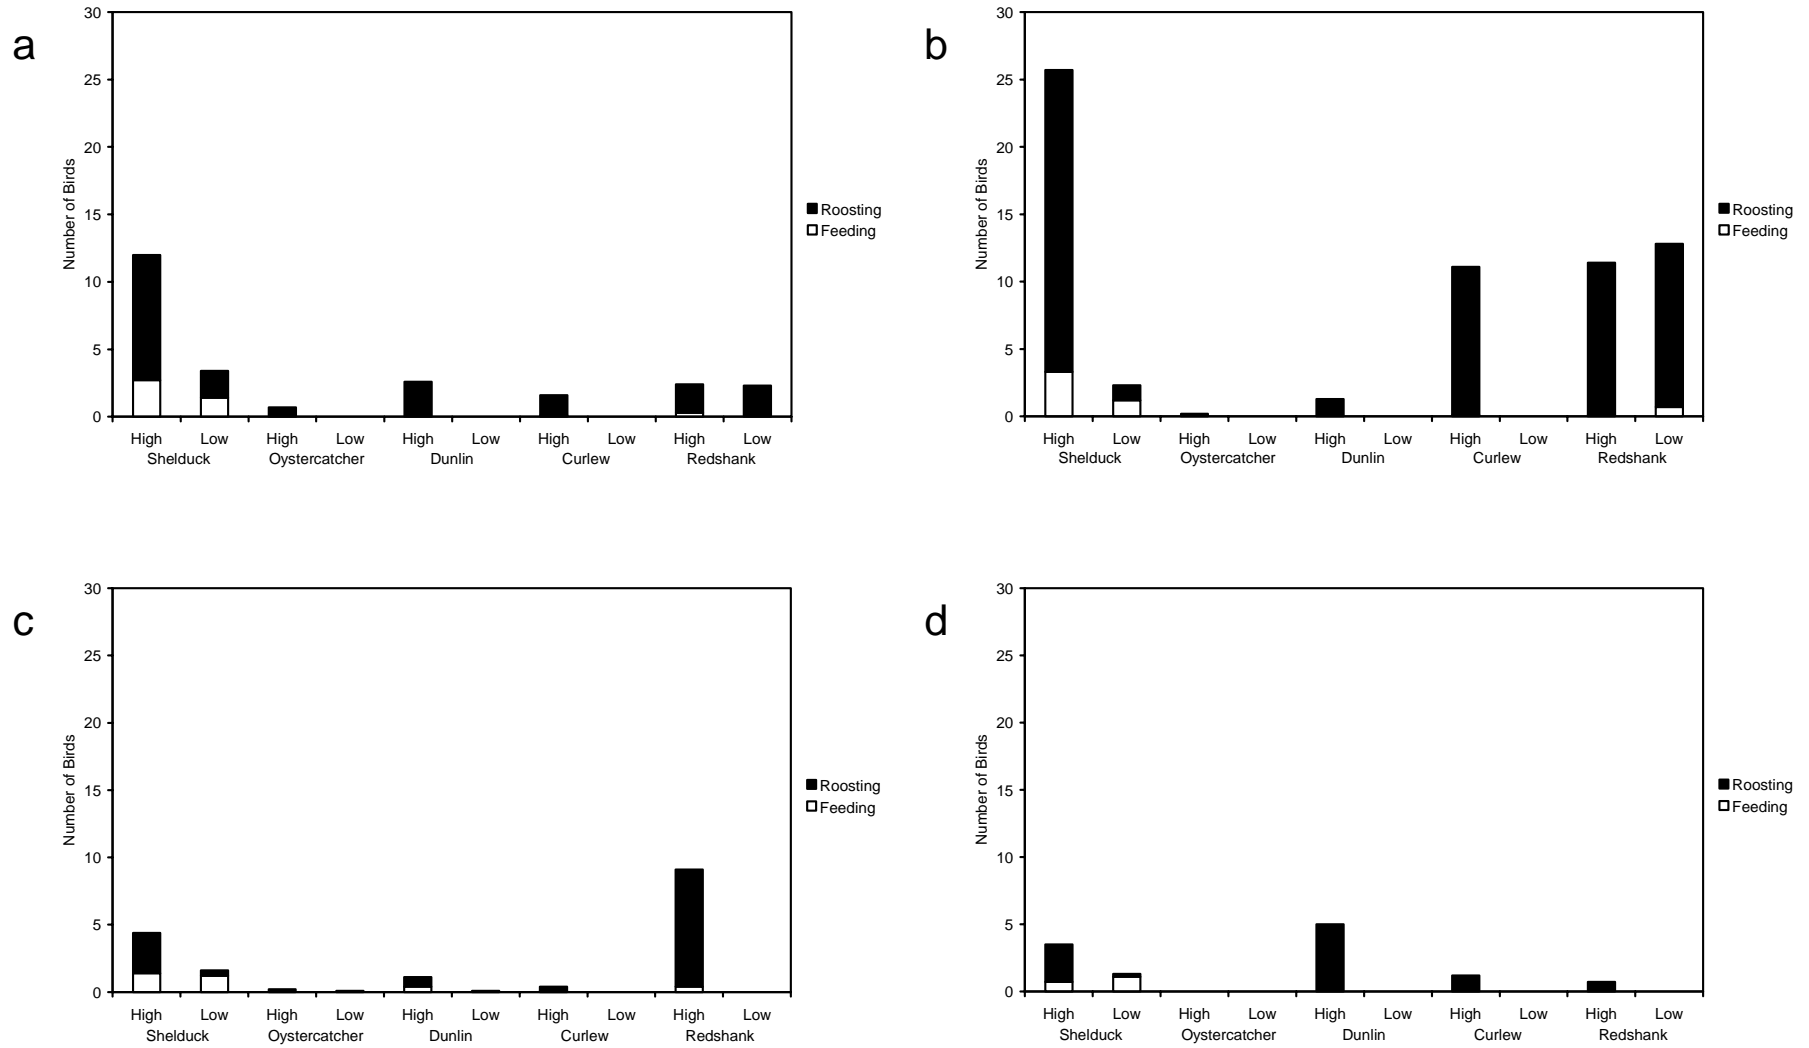 a
30
25
20
15
10
5
0
Number of Birds
High Low High Low High Low High Low High Low
Shelduck Oystercatcher Dunlin Curlew Redshank
Roosting
Feeding
b
30
25
20
15
10
5
0
Number of Birds
High Low High Low High Low High Low High Low
Shelduck Oystercatcher Dunlin Curlew Redshank
Roosting
Feeding
c
30
25
20
15
10
5
0
Number of Birds
High Low High Low High Low High Low High Low
Shelduck Oystercatcher Dunlin Curlew Redshank
Roosting
Feeding
d
30
25
20
15
10
5
0
Number of Birds
High Low High Low High Low High Low High Low
Shelduck Oystercatcher Dunlin Curlew Redshank
Roosting
Feeding